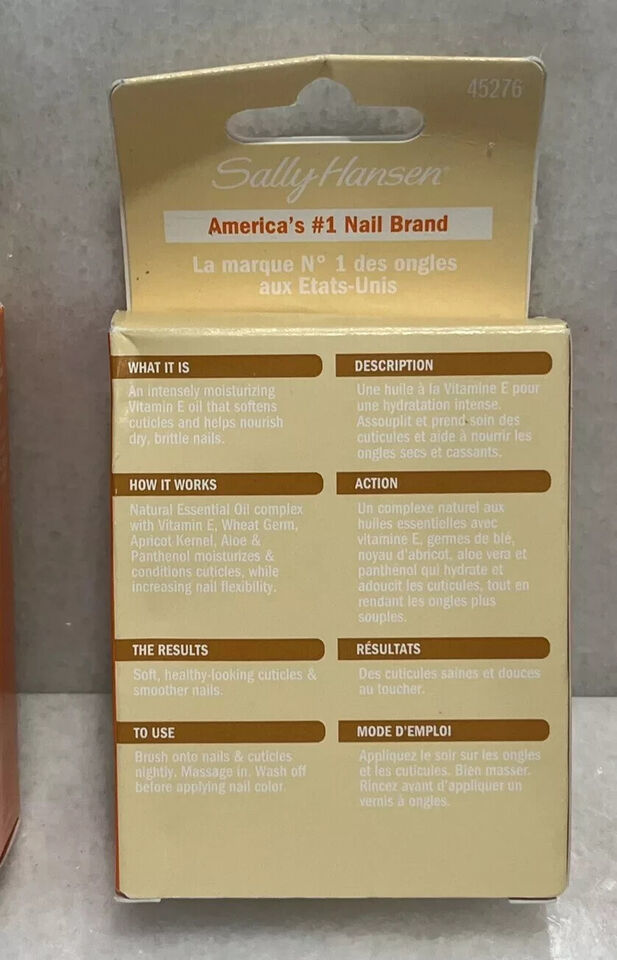 45276
Sally Hansen®
America's #1 Nail Brand
La marque N° 1 des ongles
aux Etats-Unis
WHAT IT IS
An intensely moisturizing
Vitamin E oil that softens
cuticles and helps nourish
dry, brittle nails.
HOW IT WORKS
Natural Essential Oil complex
with Vitamin E, Wheat Germ,
Apricot Kernel, Aloe &
Panthenol moisturizes &
conditions cuticles, while
increasing nail flexibility.
THE RESULTS
Soft, healthy-looking cuticles &
smoother nails.
TO USE
Brush onto nails & cuticles
nightly. Massage in. Wash off
before applying nail color.
DESCRIPTION
Une huile à la Vitamine E pour
une hydratation intense.
Assouplit et prend soin des
cuticules et aide à nourrir les
ongles secs et cassants.
ACTION
Un complexe naturel aux
huiles essentielles avec
vitamine E, germes de blé,
noyau d'abricot, aloe vera et
panthénol qui hydrate et
adoucit les cuticules, tout en
rendant les ongles plus
souples.
RÉSULTATS
Des cuticules saines et douces
au toucher.
MODE D'EMPLOI
Appliquez le soir sur les ongles
et les cuticules. Bien masser.
Rincez avant d'appliquer un
vernis à ongles.